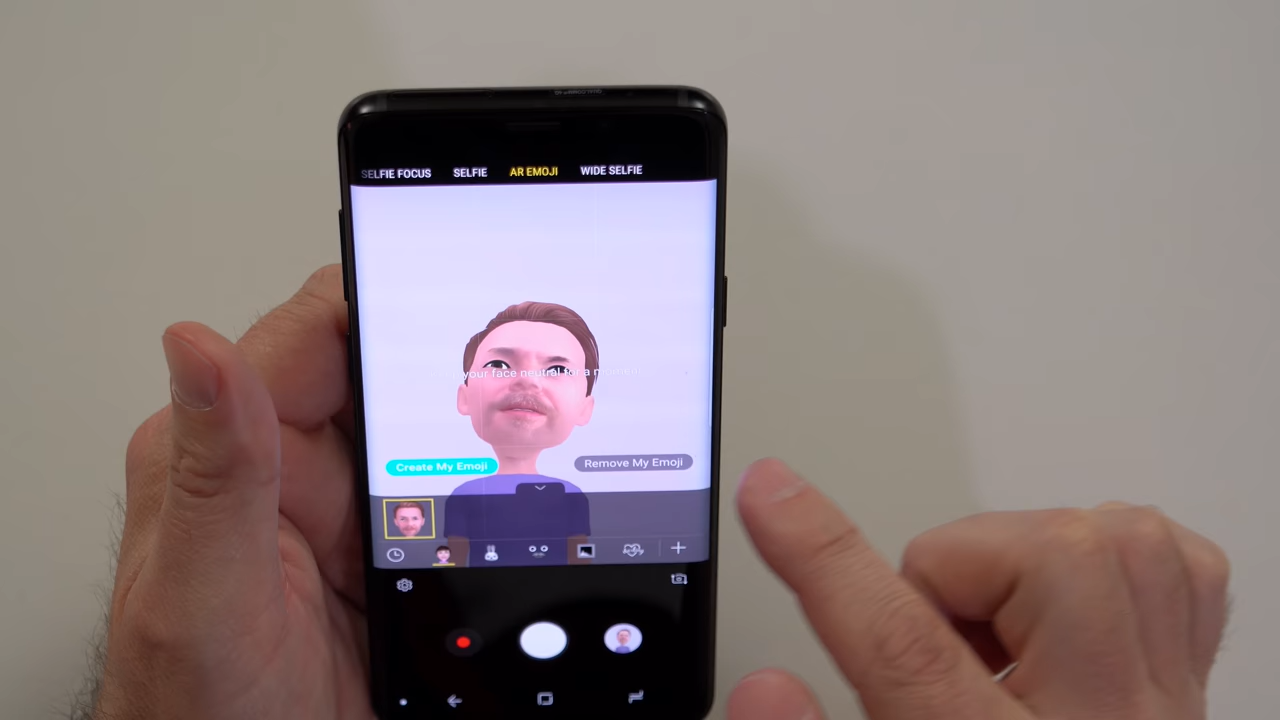 SELFIE FOCUS SELFIE AR EMOJI WIDE SELFIE
your face neutral for a moment
Create My Emoji Remove My Emoji